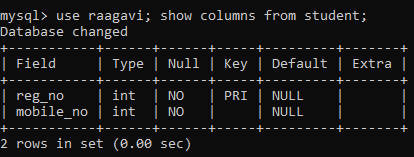 mysql> use raagavi; show columns from student;
Database changed
+-----------+------+------+-----+---------+-------+
| Field     | Type | Null | Key | Default | Extra |
+-----------+------+------+-----+---------+-------+
| reg_no    | int  | NO   | PRI | NULL    |       |
| mobile_no | int  | NO   |     | NULL    |       |
+-----------+------+------+-----+---------+-------+
2 rows in set (0.00 sec)